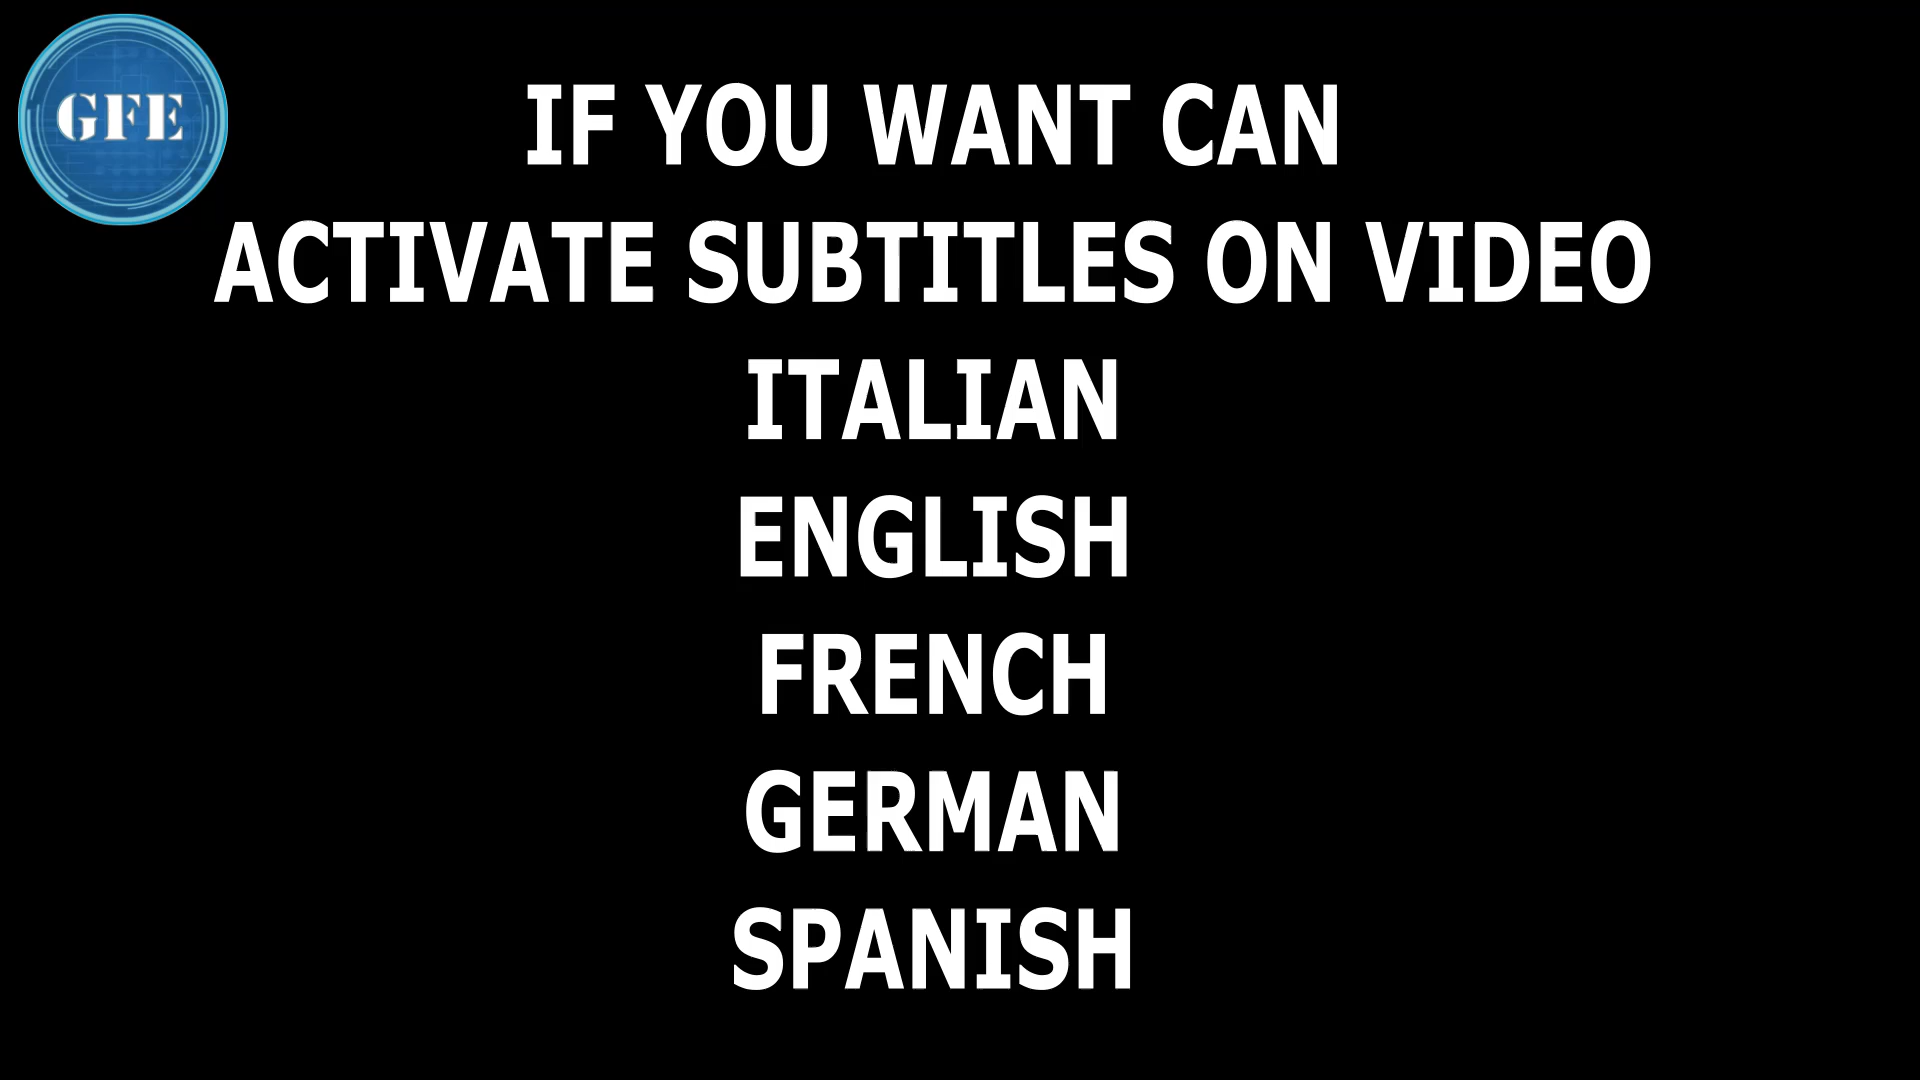 GFE
IF YOU WANT CAN
ACTIVATE SUBTITLES ON VIDEO
ITALIAN
ENGLISH
FRENCH
GERMAN
SPANISH